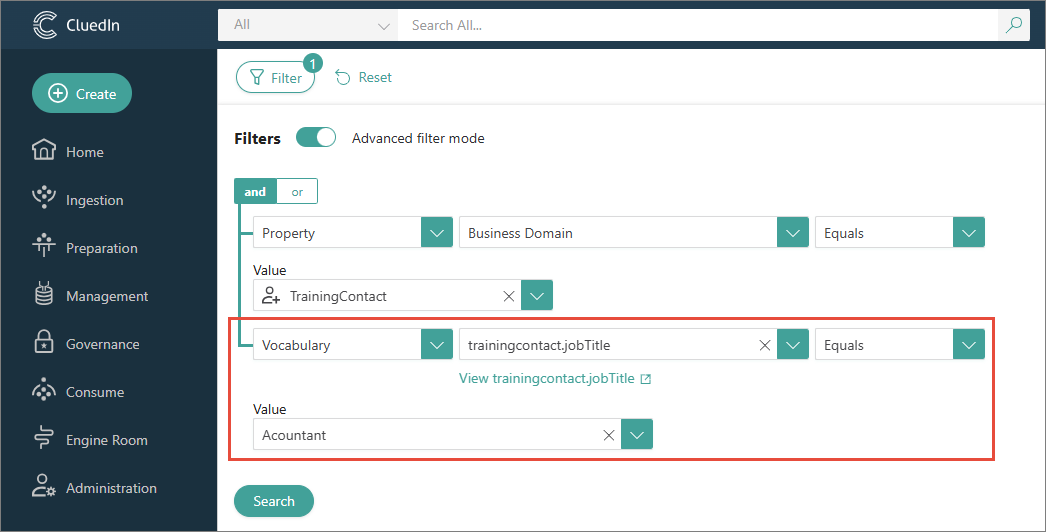 CluedIn
All
Search All...
Create
Home
Ingestion
Preparation
Management
Governance
Consume
Engine Room
Administration
Filter
1
Reset
Filters
Advanced filter mode
and
or
Property
Business Domain
Equals
Value
TrainingContact
Vocabulary
trainingcontact.jobTitle
Equals
View trainingcontact.jobTitle
Value
Acountant
Search